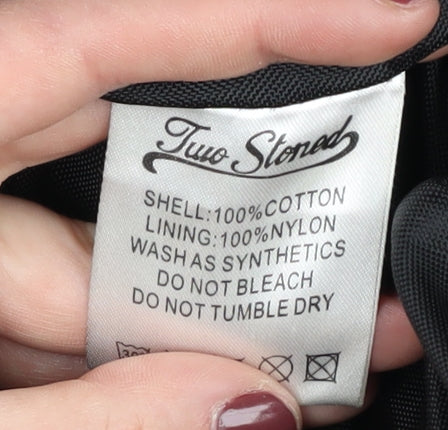 Two Stoned
SHELL:100%COTTON
LINING:100%NYLON
WASH AS SYNTHETICS
DO NOT BLEACH
DO NOT TUMBLE DRY